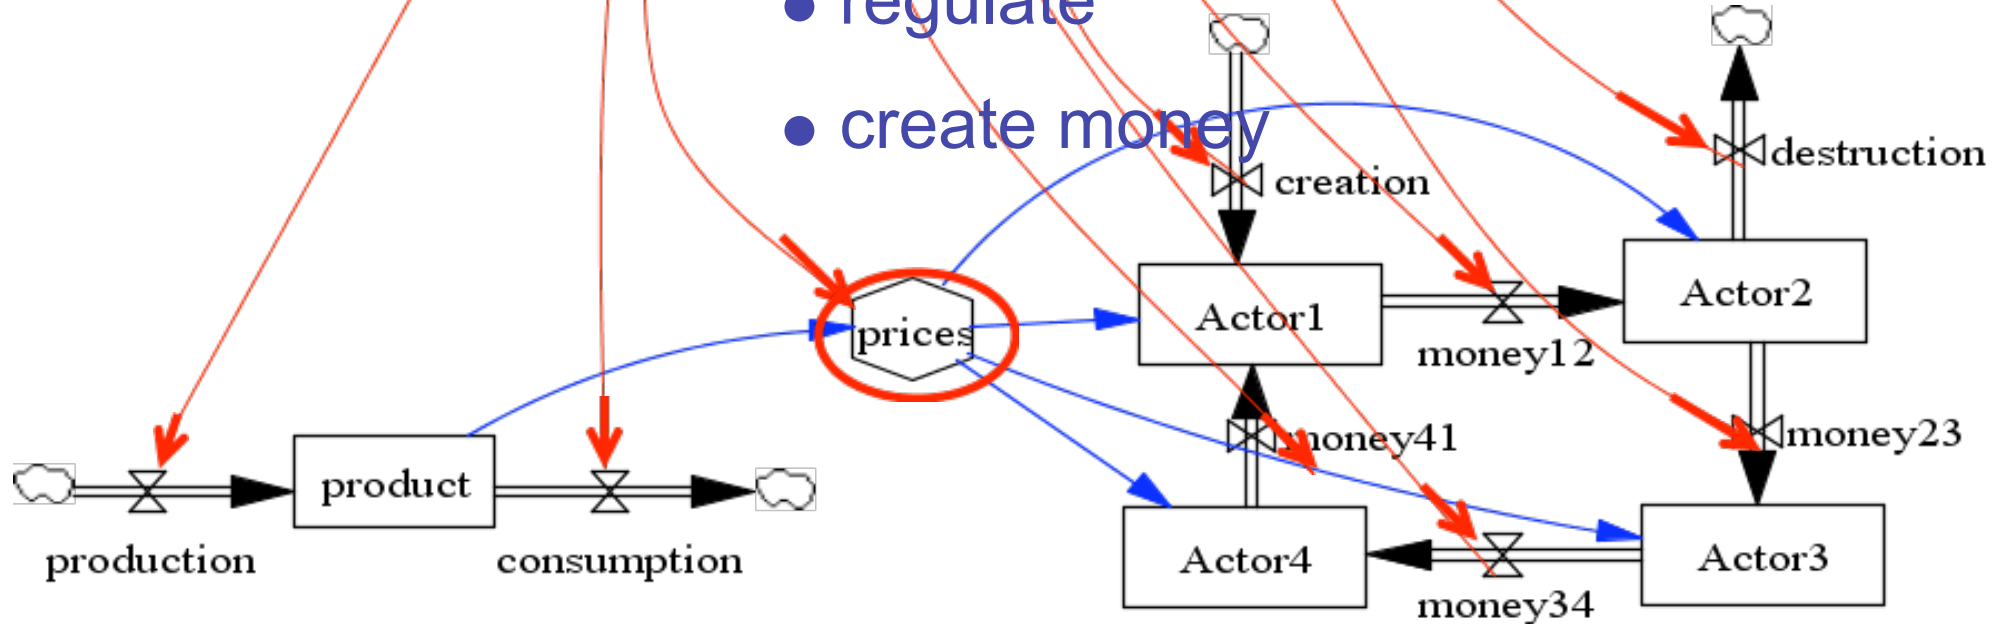 • regulate
• create money
destruction
creation
Actor2
Actor1
prices
money12
money41
money23
product
Actor4
Actor3
production
consumption
money34